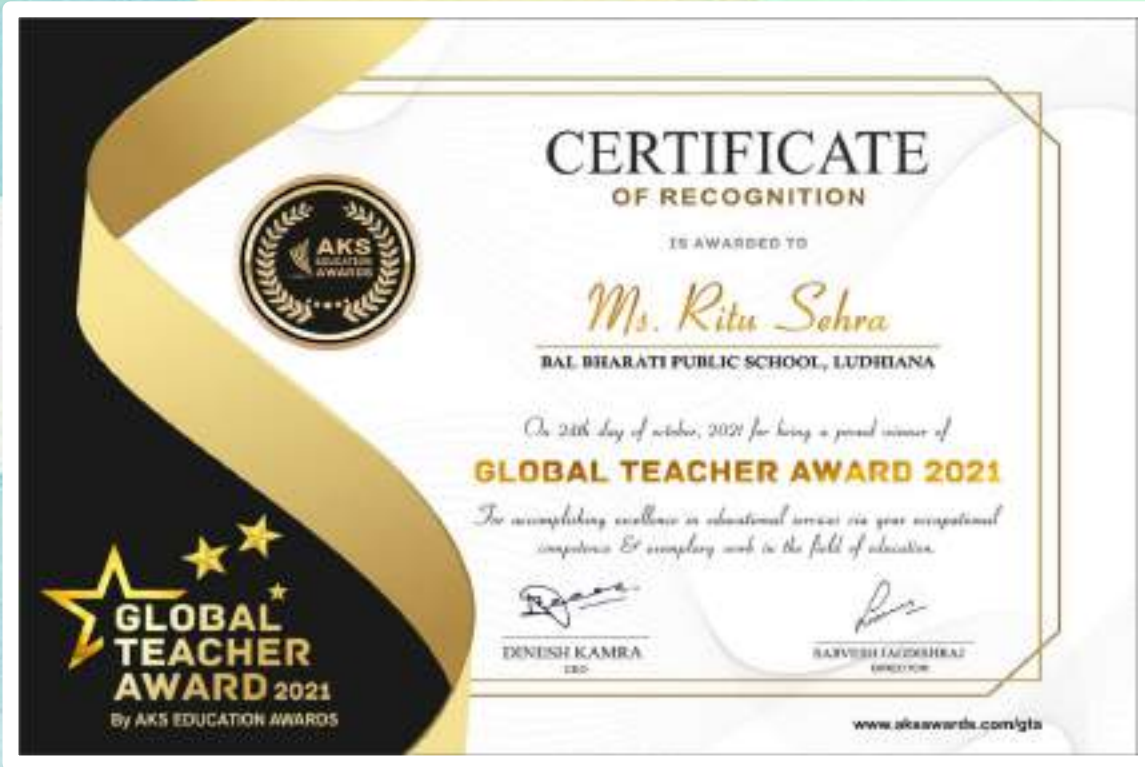 CERTIFICATE
OF RECOGNITION
IS AWARDED TO
Ms. Ritu Sehra
BAL BHARATI PUBLIC SCHOOL, LUDHIANA
On 24th day of october, 2021 for being a proud winner of
GLOBAL TEACHER AWARD 2021
For accomplishing excellence in educational services via your occupational
competence & exemplary work in the field of education.
DINESH KAMRA
CEO
SARVESH JAGDISHRAJ
DIRECTOR
www.aksawards.com/gta
AKS
EDUCATION
AWARDS
GLOBAL
TEACHER
AWARD 2021
By AKS EDUCATION AWARDS